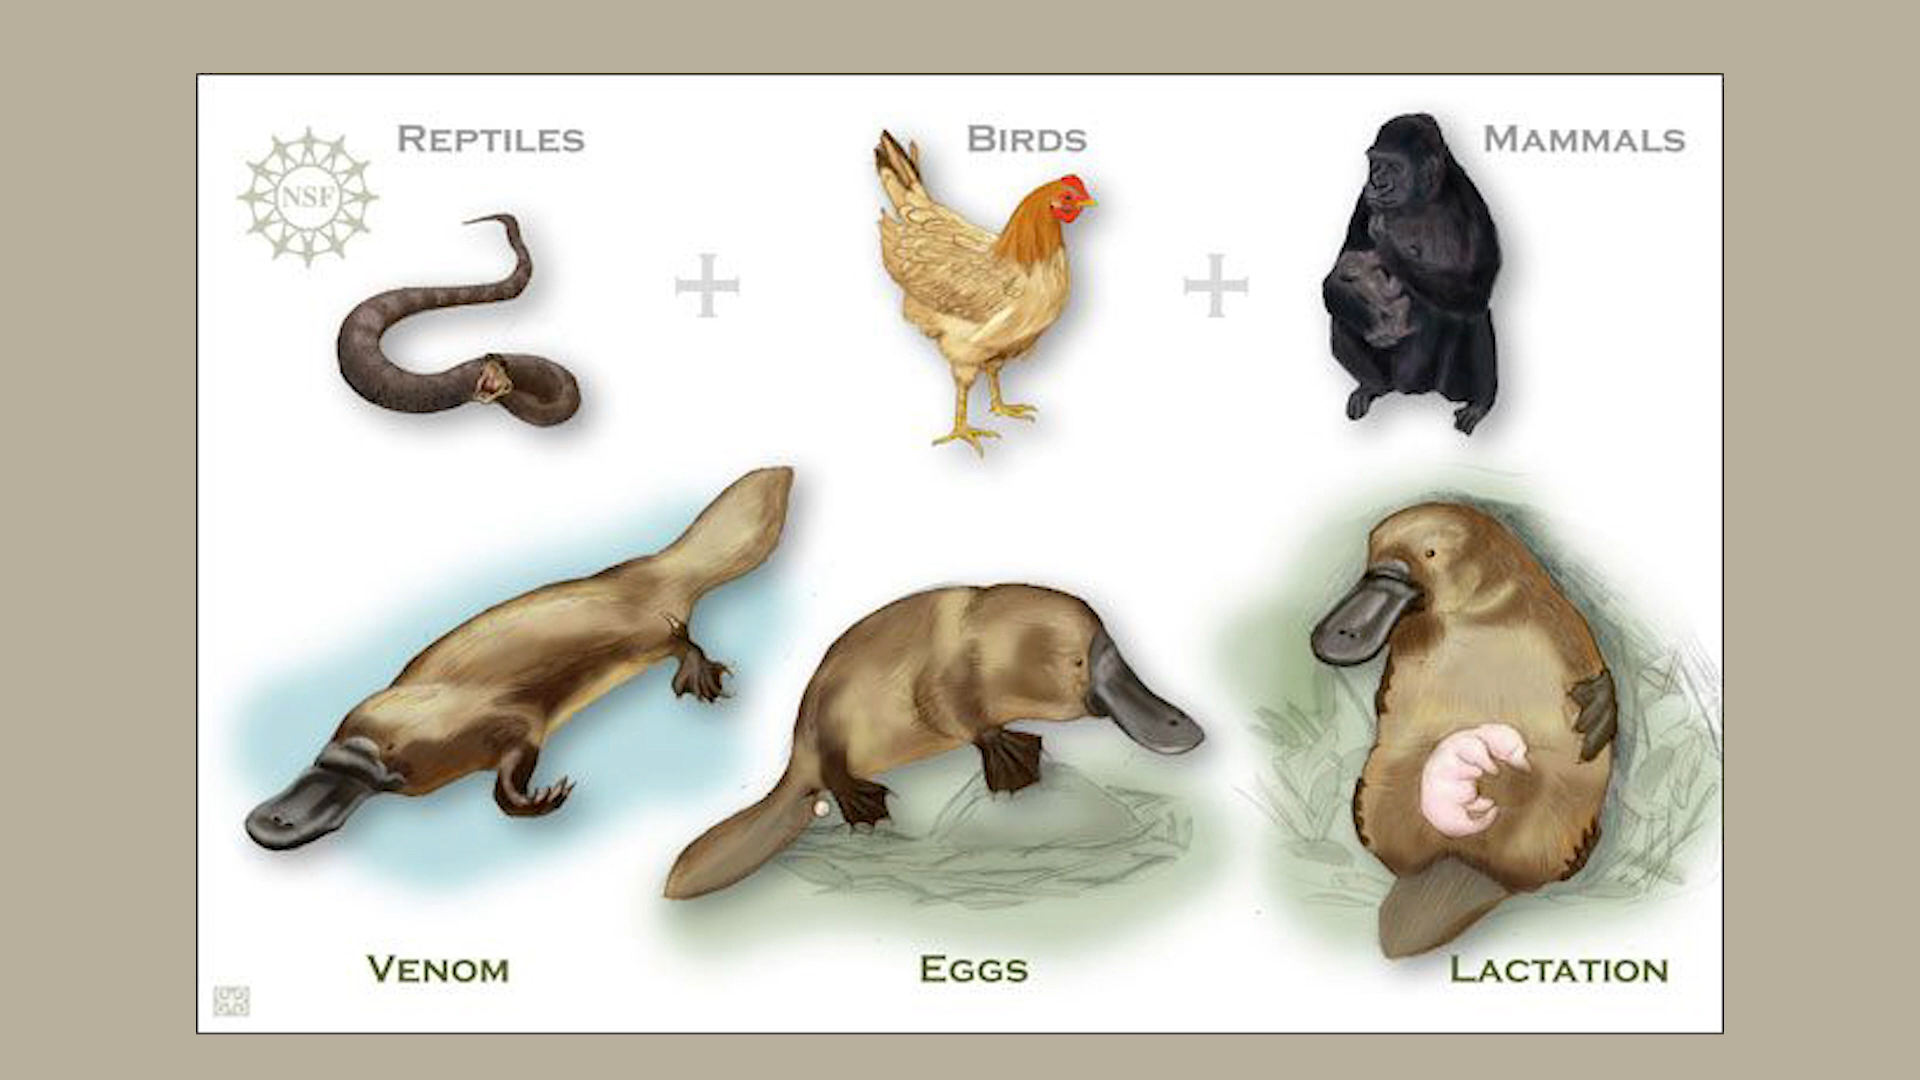 REPTILES
BIRDS
MAMMALS
NSF
VENOM
EGGS
LACTATION